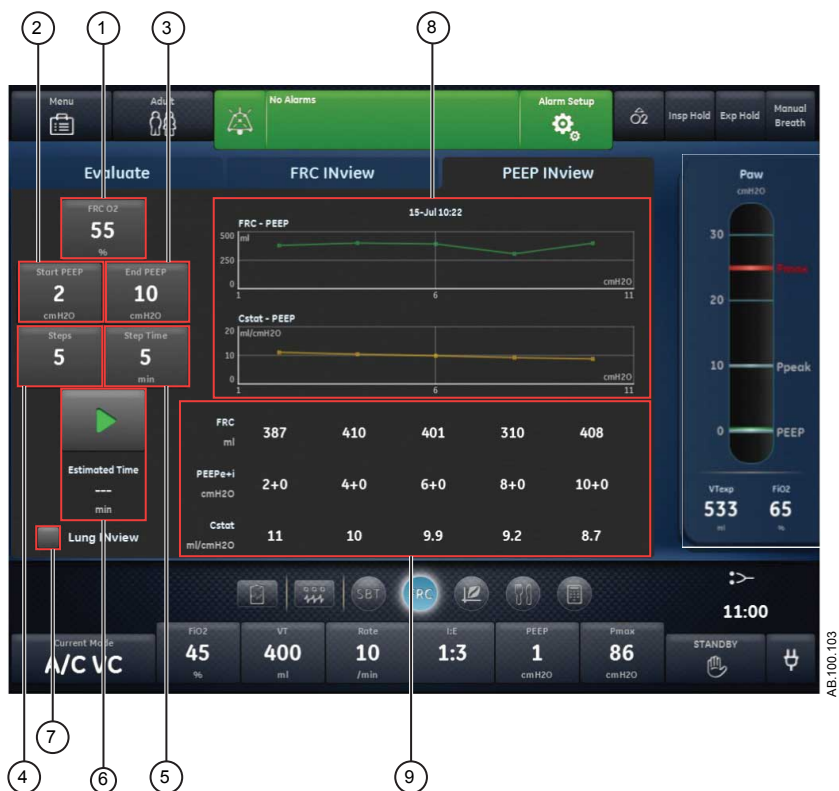 2
1
3
8
Menu
Adult
No Alarms
Alarm Setup
Ô2
Insp Hold
Exp Hold
Manual
Breath
Evaluate
FRC INview
PEEP INview
Paw
cmH2O
30
Pmax
20
10
Ppeak
0
PEEP
VTexp
FiO2
533
65
ml
%
FRC O2
55
%
Start PEEP
2
cmH2O
End PEEP
10
cmH2O
Steps
5
Step Time
5
min
Estimated Time
---
min
Lung INview
15-Jul 10:22
FRC - PEEP
500 ml
250
0
cmH2O
1 6 11
Cstat - PEEP
20 ml/cmH2O
10
0
cmH2O
1 6 11
FRC
ml
387 410 401 310 408
PEEPe+i
cmH2O
2+0 4+0 6+0 8+0 10+0
Cstat
ml/cmH2O
11 10 9.9 9.2 8.7
SBT
FRC
11:00
Current Mode
A/C VC
FiO2
45
%
VT
400
ml
Rate
10
/min
I:E
1:3
PEEP
1
cmH2O
Pmax
86
cmH2O
STANDBY
AB.100.103
7
4
6
5
9